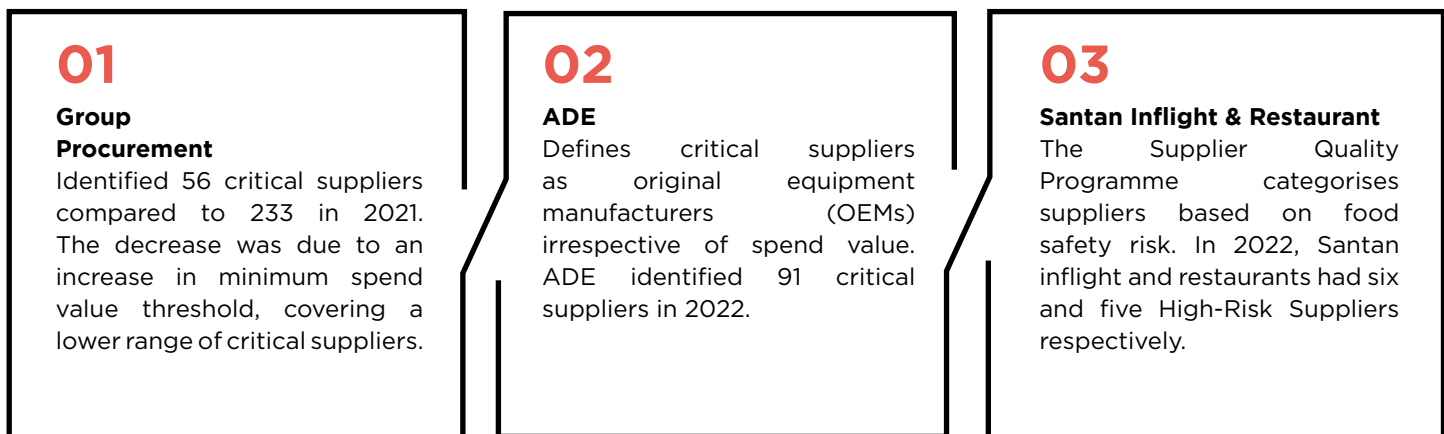 01
Group
Procurement
Identified 56 critical suppliers
compared to 233 in 2021.
The decrease was due to an
increase in minimum spend
value threshold, covering a
lower range of critical suppliers.
02
ADE
Defines critical suppliers
as original equipment
manufacturers (OEMs)
irrespective of spend value.
ADE identified 91 critical
suppliers in 2022.
03
Santan Inflight & Restaurant
The Supplier Quality
Programme categorises
suppliers based on food
safety risk. In 2022, Santan
inflight and restaurants had six
and five High-Risk Suppliers
respectively.